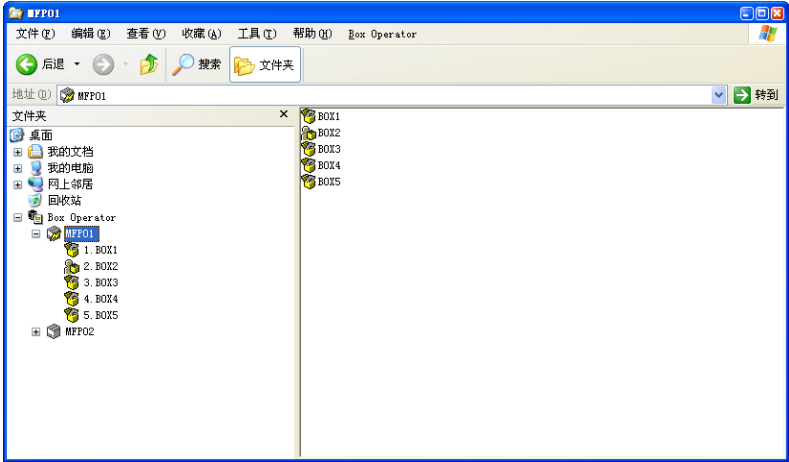 MFP01
文件(F) 编辑(E) 查看(V) 收藏(A) 工具(T) 帮助(H) Box Operator
后退 搜索 文件夹
地址(D) MFP01 转到
文件夹
桌面
我的文档
我的电脑
网上邻居
回收站
Box Operator
MFP01
1.BOX1
2.BOX2
3.BOX3
4.BOX4
5.BOX5
MFP02
BOX1
BOX2
BOX3
BOX4
BOX5